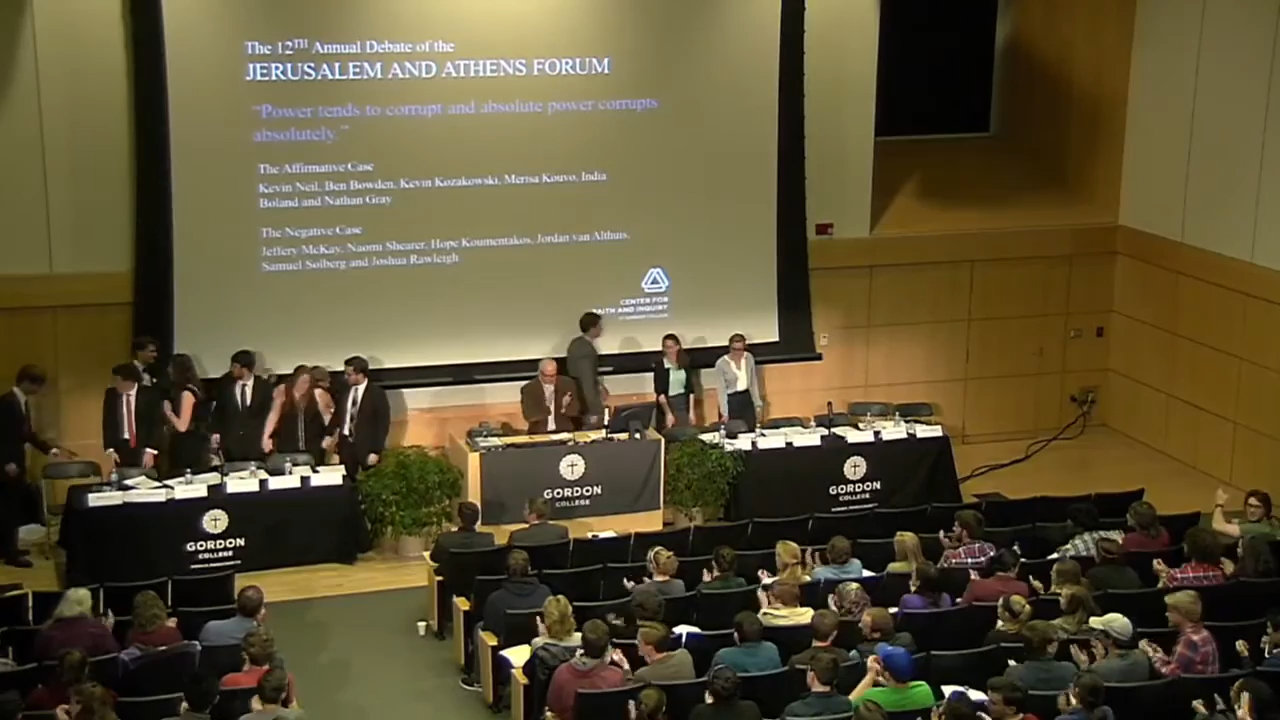 The 12TH Annual Debate of the
JERUSALEM AND ATHENS FORUM
"Power tends to corrupt and absolute power corrupts
absolutely."
The Affirmative Case
Kevin Neil, Ben Bowden, Kevin Kozakowski, Merisa Kouvo, India
Boland and Nathan Gray
The Negative Case
Jeffery McKay, Naomi Shearer, Hope Koumentakos, Jordan van Althuis,
Samuel Solberg and Joshua Rawleigh
CENTER FOR
FAITH AND INQUIRY
GORDON
COLLEGE
GORDON
COLLEGE
GORDON
COLLEGE